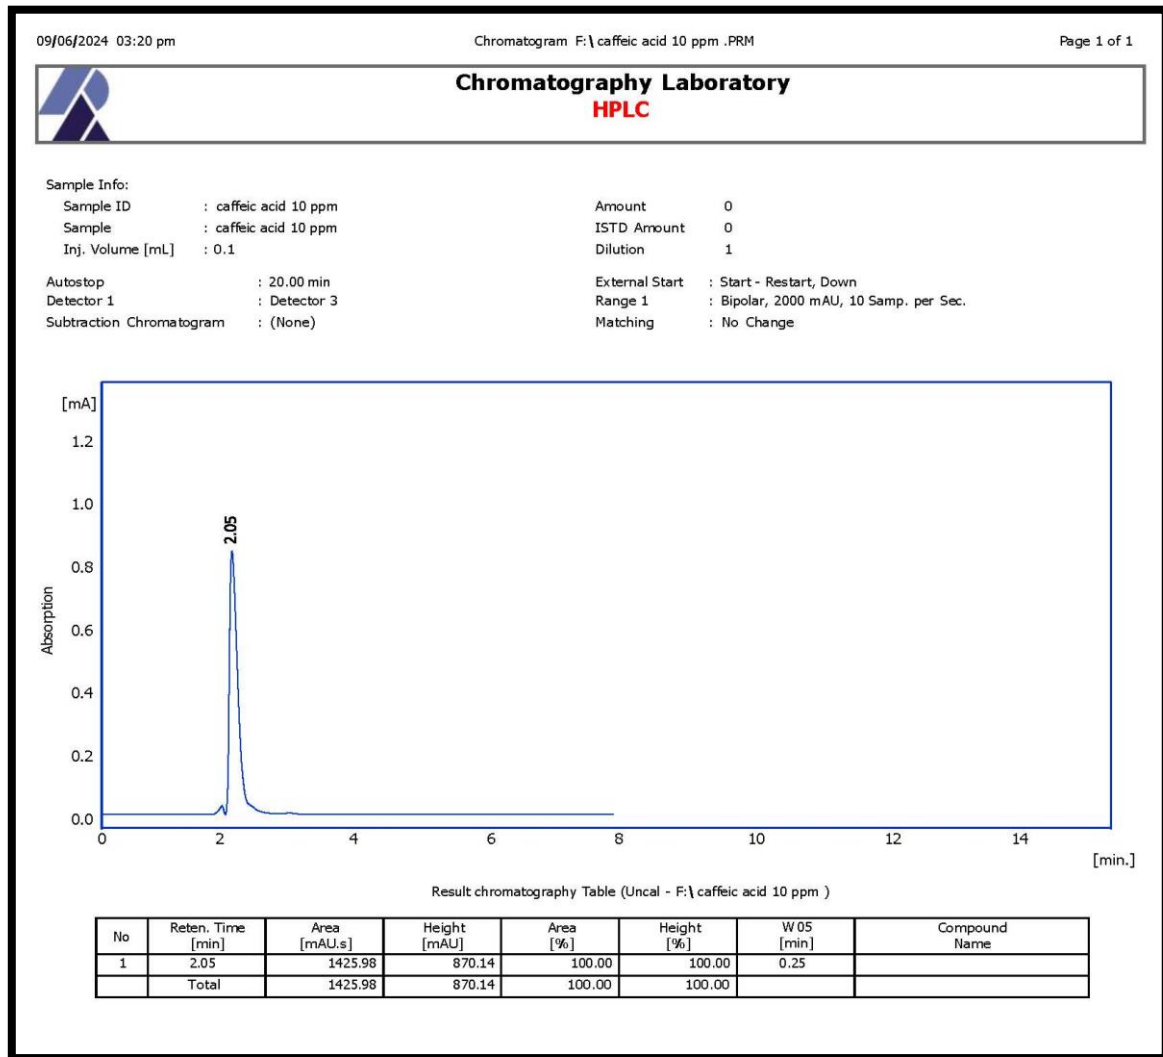 09/06/2024 03:20 pm Chromatogram F:\ caffeic acid 10 ppm .PRM Page 1 of 1
Chromatography Laboratory
HPLC
Sample Info:
Sample ID : caffeic acid 10 ppm Amount 0
Sample : caffeic acid 10 ppm ISTD Amount 0
Inj. Volume [mL] : 0.1 Dilution 1
Autostop : 20.00 min External Start : Start - Restart, Down
Detector 1 : Detector 3 Range 1 : Bipolar, 2000 mAU, 10 Samp. per Sec.
Subtraction Chromatogram : (None) Matching : No Change
[mA]
1.2
1.0
0.8
0.6
0.4
0.2
0.0
Absorption
2.05
0 2 4 6 8 10 12 14
[min.]
Result chromatography Table (Uncal - F:\ caffeic acid 10 ppm )
No Reten. Time [min] Area [mAU.s] Height [mAU] Area [%] Height [%] W 05 [min] Compound Name
1 2.05 1425.98 870.14 100.00 100.00 0.25
Total 1425.98 870.14 100.00 100.00